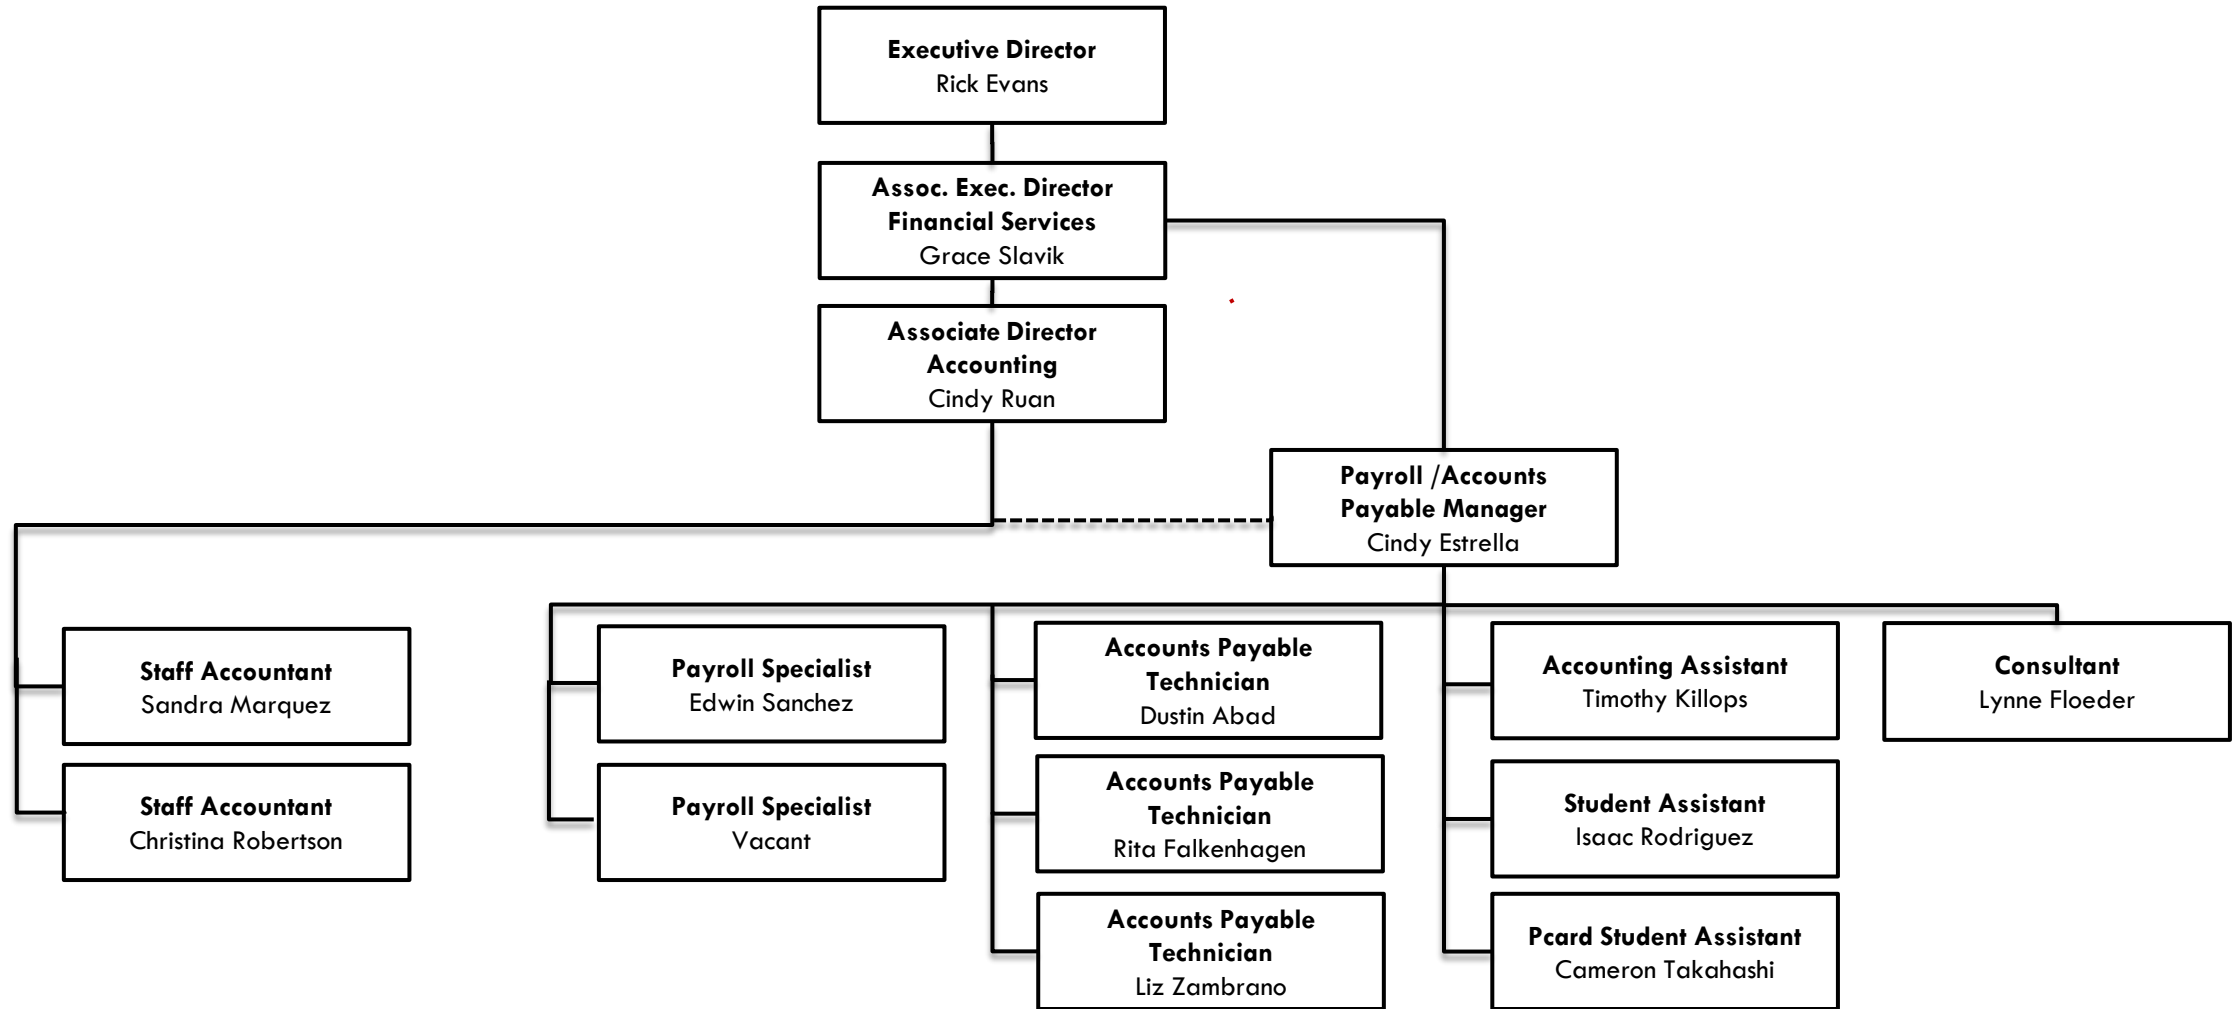 Executive Director
Rick Evans
Assoc. Exec. Director
Financial Services
Grace Slavik
Associate Director
Accounting
Cindy Ruan
Payroll /Accounts
Payable Manager
Cindy Estrella
Staff Accountant
Sandra Marquez
Staff Accountant
Christina Robertson
Payroll Specialist
Edwin Sanchez
Payroll Specialist
Vacant
Accounts Payable
Technician
Dustin Abad
Accounts Payable
Technician
Rita Falkenhagen
Accounts Payable
Technician
Liz Zambrano
Accounting Assistant
Timothy Killops
Student Assistant
Isaac Rodriguez
Pcard Student Assistant
Cameron Takahashi
Consultant
Lynne Floeder